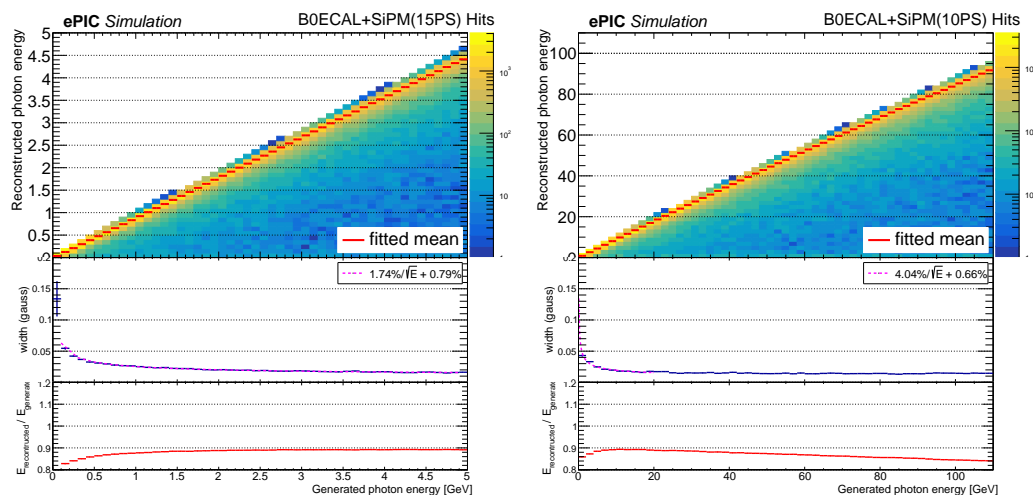 ePIC Simulation
B0ECAL+SiPM(15PS) Hits
Reconstructed photon energy
5
4.5
4
3.5
3
2.5
2
1.5
1
0.5
fitted mean
10³
10²
10
1.74%/√E + 0.79%
width (gauss)
0.15
0.1
0.05
E reconstructed / E
1.2
1.1
1
0.9
0.8
0 0.5 1 1.5 2 2.5 3 3.5 4 4.5 5
Generated photon energy [GeV]
ePIC Simulation
B0ECAL+SiPM(10PS) Hits
Reconstructed photon energy
100
80
60
40
20
fitted mean
4.04%/√E + 0.66%
width (gauss)
0.15
0.1
0.05
E reconstructed / E
1.2
1.1
1
0.9
0.8
0 20 40 60 80 100
Generated photon energy [GeV]